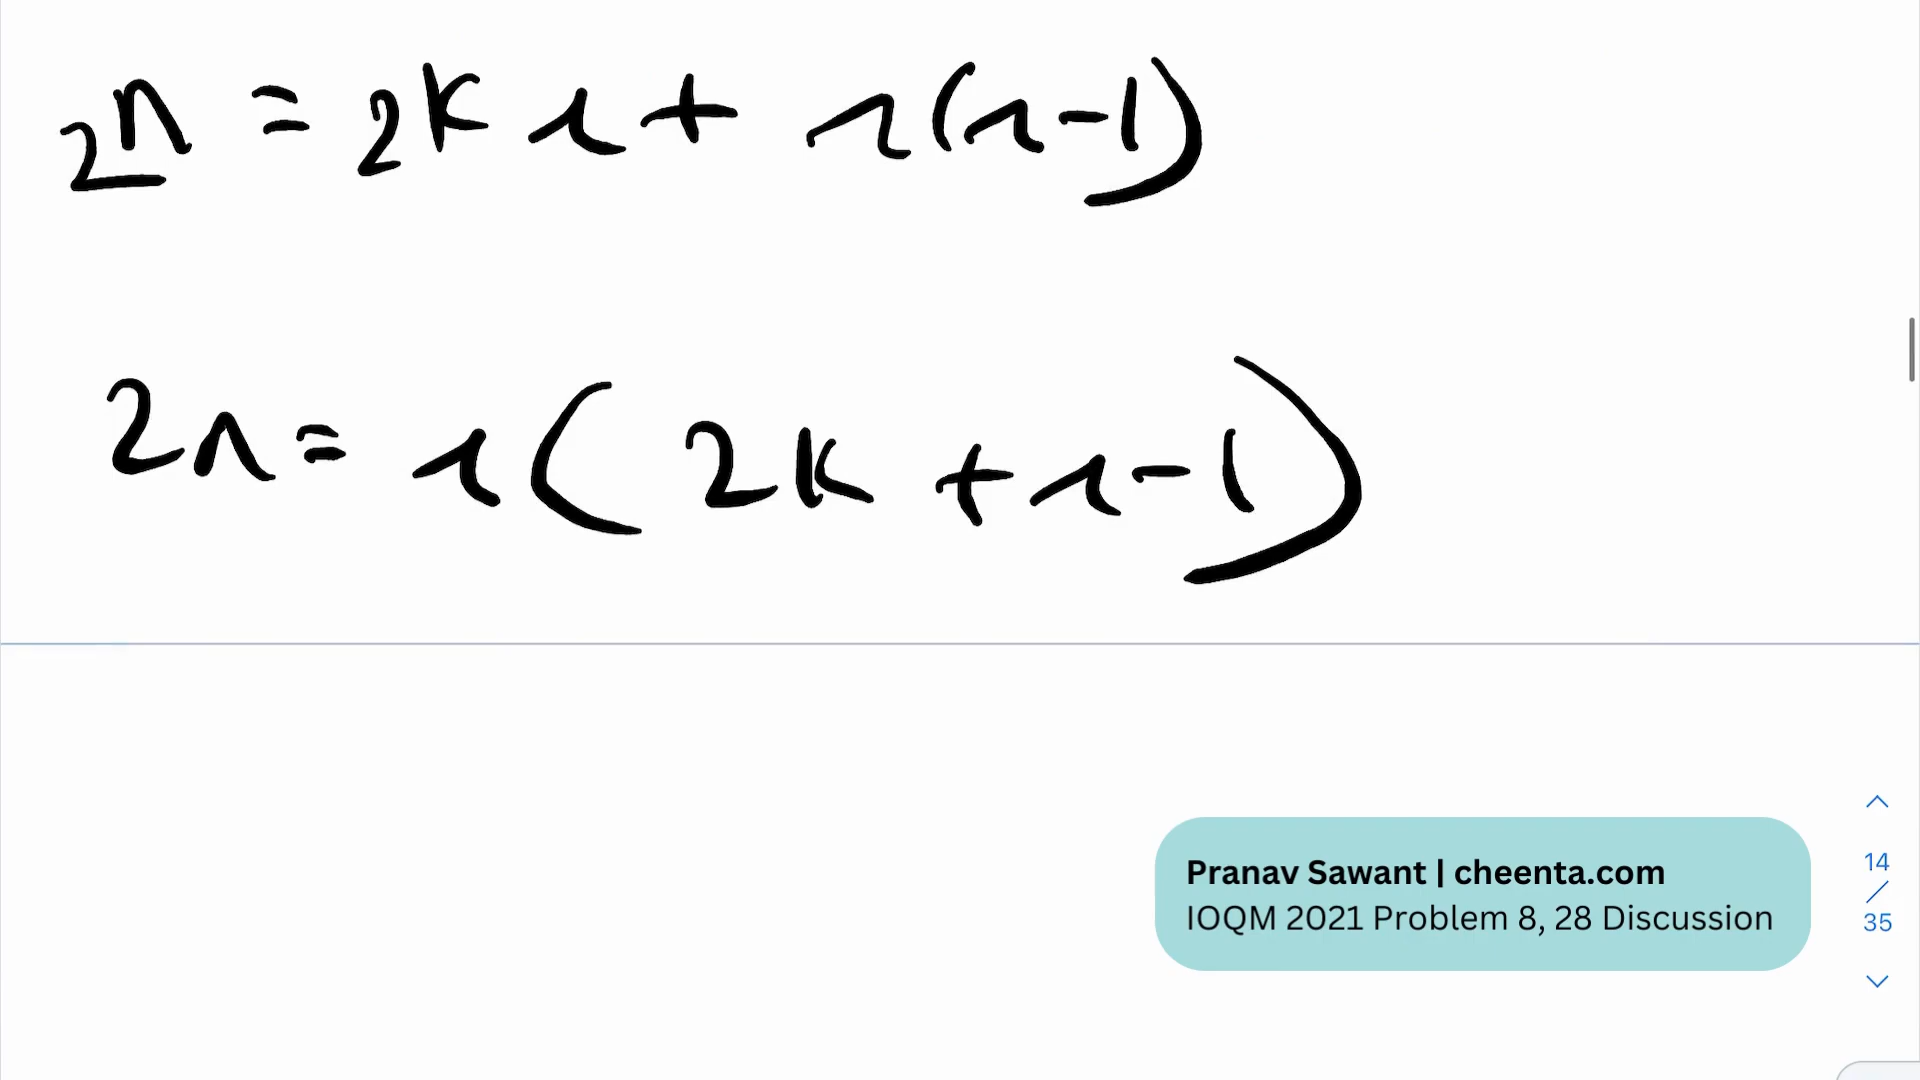 2n = 2kr + r(r-1)
2n = r(2k + r-1)
Pranav Sawant | cheenta.com
IOQM 2021 Problem 8, 28 Discussion
14
/
35